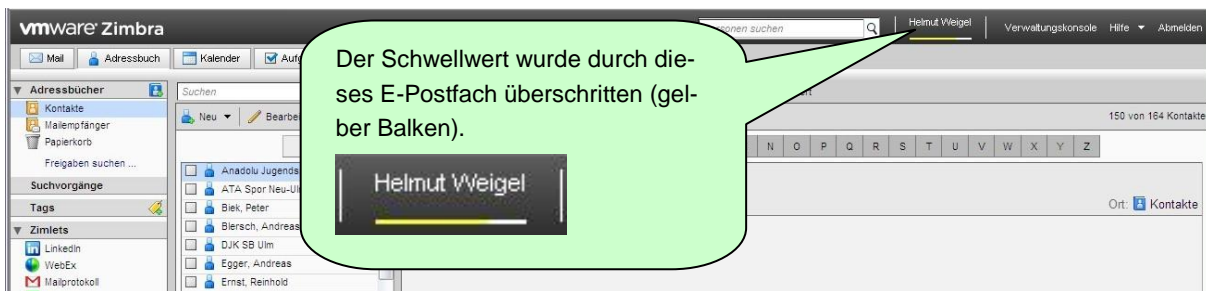 vmware Zimbra
Personen suchen
Helmut Weigel
Verwaltungskonsole Hilfe Abmelden
Mail Adressbuch Kalender
Adressbücher
Kontakte
Mailempfänger
Papierkorb
Freigaben suchen ...
Suchvorgänge
Tags
Zimlets
LinkedIn
WebEx
Mailprotokoll
Suchen
Neu
150 von 164 Kontakte
N O P Q R S T U V W X Y Z
Anadolu
ATA Spor
Biek, Peter
Blersch, Andreas
DJK SB Ulm
Egger, Andreas
Ernst, Reinhold
Ort: Kontakte
Der Schwellwert wurde durch die-
ses E-Postfach überschritten (gel-
ber Balken).
Helmut Weigel